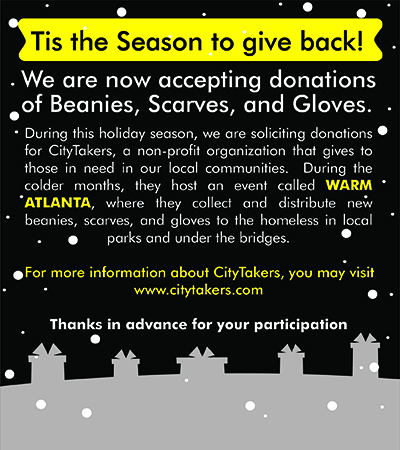 Tis the Season to give back!
We are now accepting donations
of Beanies, Scarves, and Gloves.
During this holiday season, we are soliciting donations
for CityTakers, a non-profit organization that gives to
those in need in our local communities. During the
colder months, they host an event called WARM
ATLANTA, where they collect and distribute new
beanies, scarves, and gloves to the homeless in local
parks and under the bridges.
For more information about CityTakers, you may visit
www.citytakers.com
Thanks in advance for your participation